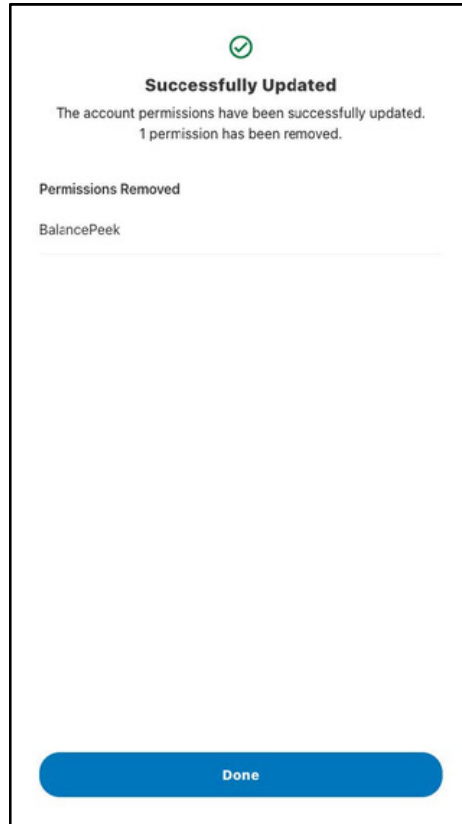 Successfully Updated
The account permissions have been successfully updated.
1 permission has been removed.
Permissions Removed
BalancePeek
Done